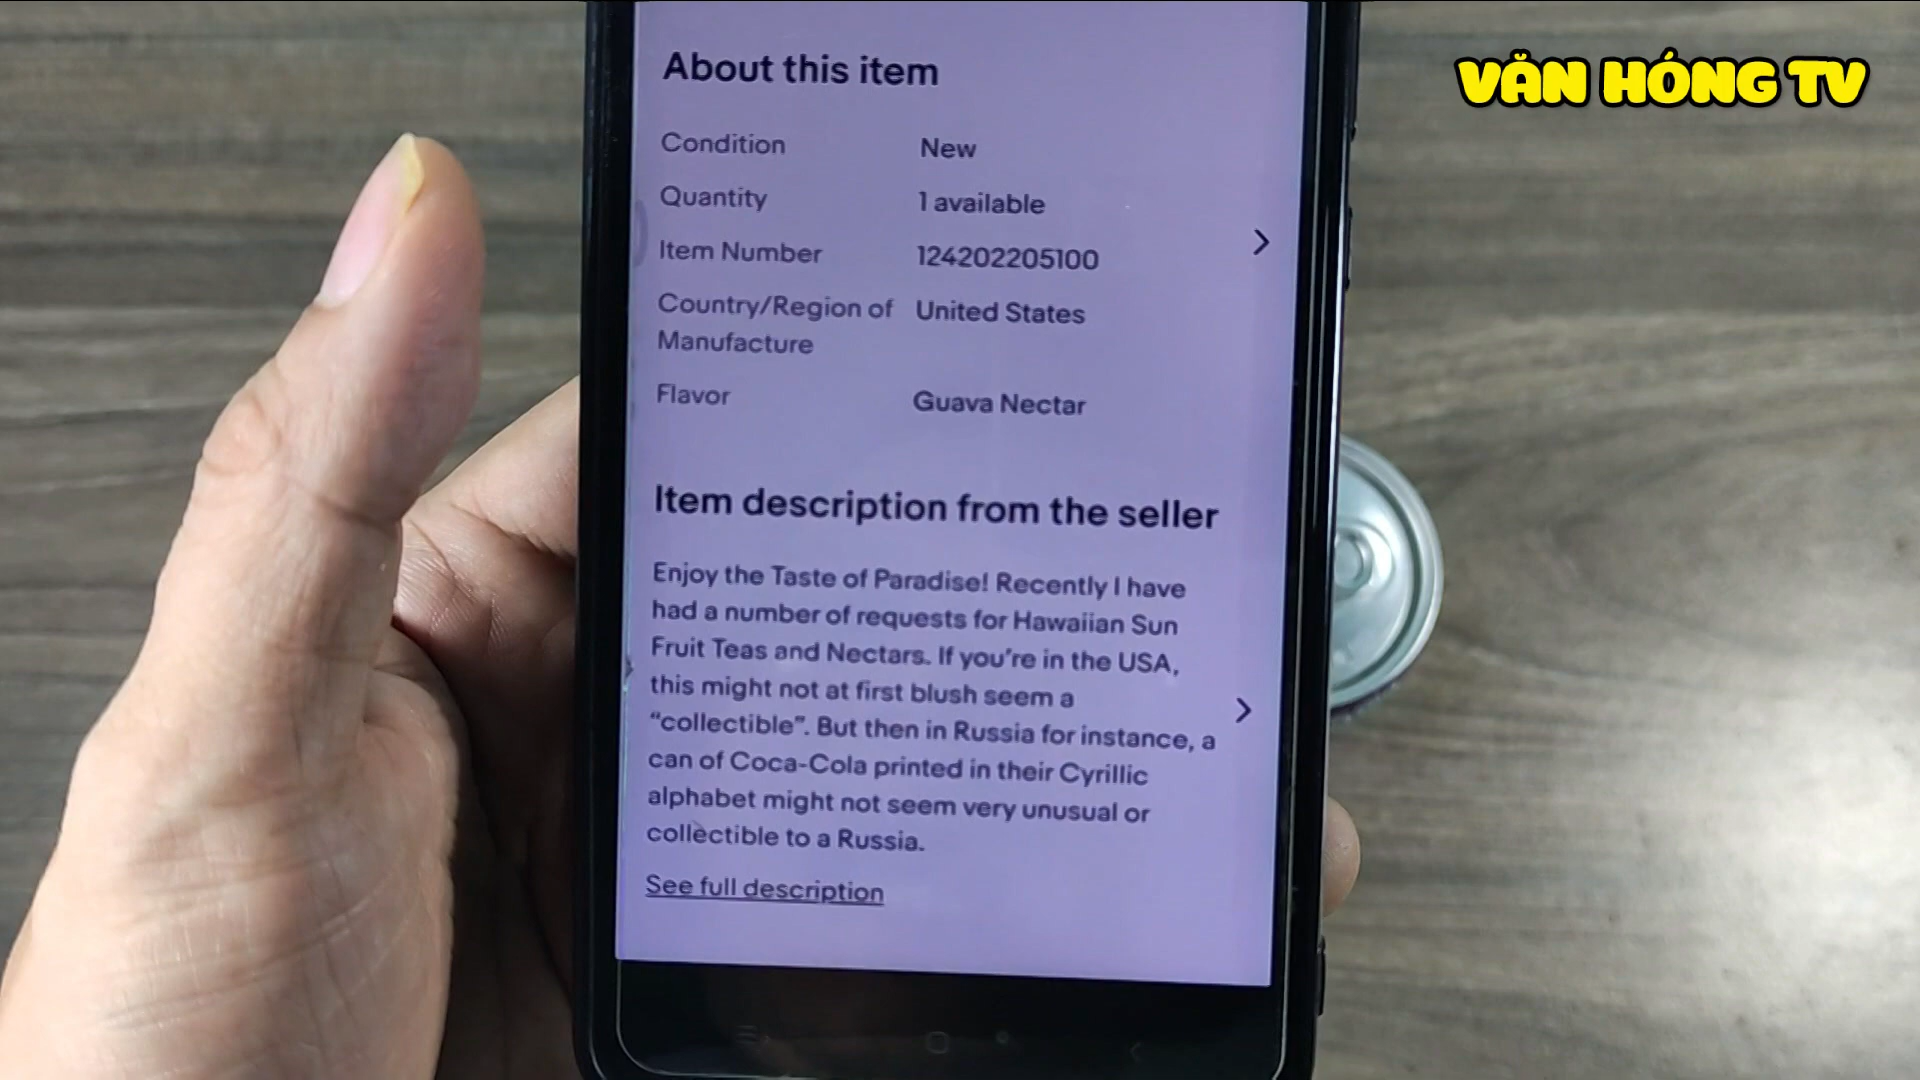 VĂN HÓNG TV
About this item
Condition New
Quantity 1 available
Item Number 124202205100
Country/Region of United States
Manufacture
Flavor Guava Nectar
Item description from the seller
Enjoy the Taste of Paradise! Recently I have
had a number of requests for Hawaiian Sun
Fruit Teas and Nectars. If you're in the USA,
this might not at first blush seem a
“collectible”. But then in Russia for instance, a
can of Coca-Cola printed in their Cyrillic
alphabet might not seem very unusual or
collectible to a Russia.
See full description